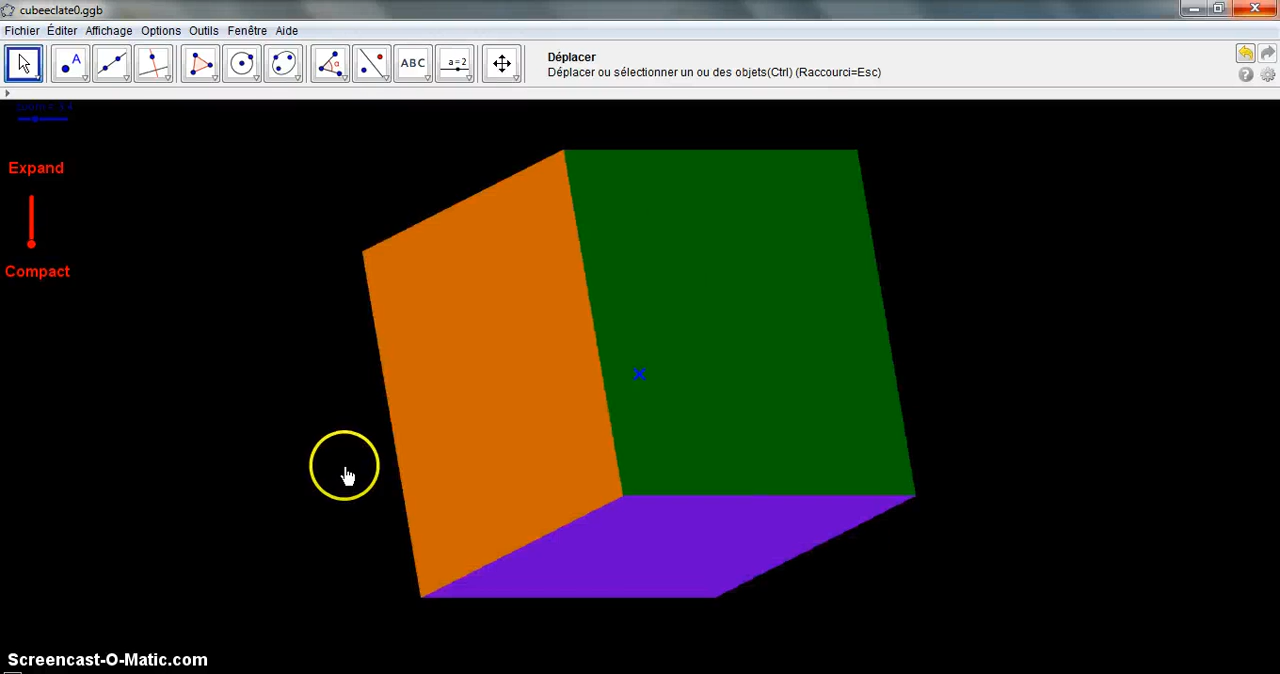 cubeeclate0.ggb
Fichier Éditer Affichage Options Outils Fenêtre Aide
A
α
ABC
a = 2
Déplacer
Déplacer ou sélectionner un ou des objets(Ctrl) (Raccourci=Esc)
Expand
Compact
Screencast-O-Matic.com